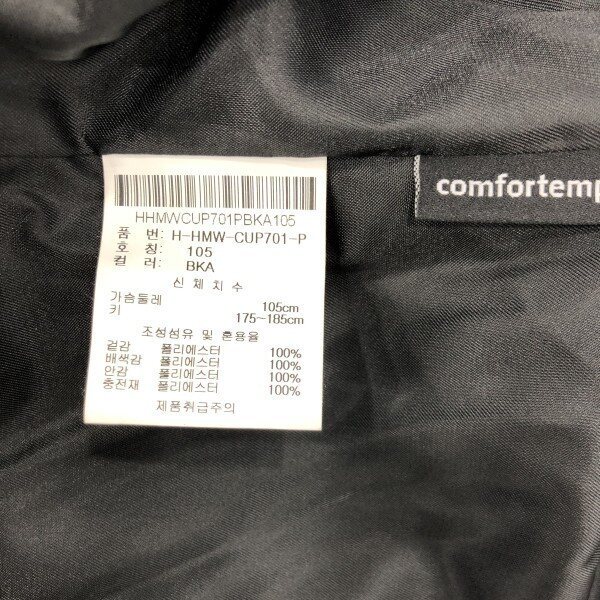 HHMWCUP701PBKA105
품 번: H-HMW-CUP701-P
호 칭: 105
컬 러: BKA
신 체 치 수
가슴둘레 105cm
키 175~185cm
조성섬유 및 혼용율
겉감 폴리에스터 100%
배색감 폴리에스터 100%
안감 폴리에스터 100%
충전재 폴리에스터 100%
제품취급주의
comfortemp